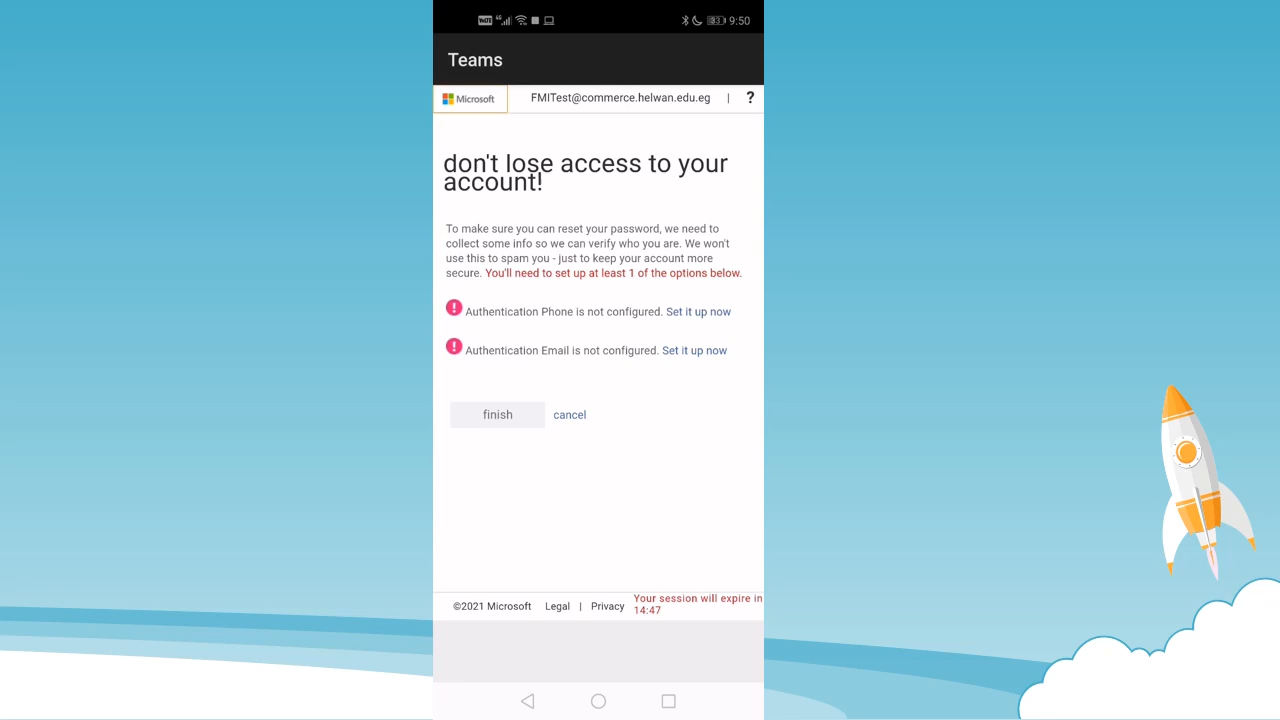 VoLTE 4G 83 9:50
Teams
Microsoft FMITest@commerce.helwan.edu.eg | ?
don't lose access to your
account!
To make sure you can reset your password, we need to
collect some info so we can verify who you are. We won't
use this to spam you - just to keep your account more
secure. You'll need to set up at least 1 of the options below.
! Authentication Phone is not configured. Set it up now
! Authentication Email is not configured. Set it up now
finish cancel
©2021 Microsoft Legal | Privacy Your session will expire in
14:47